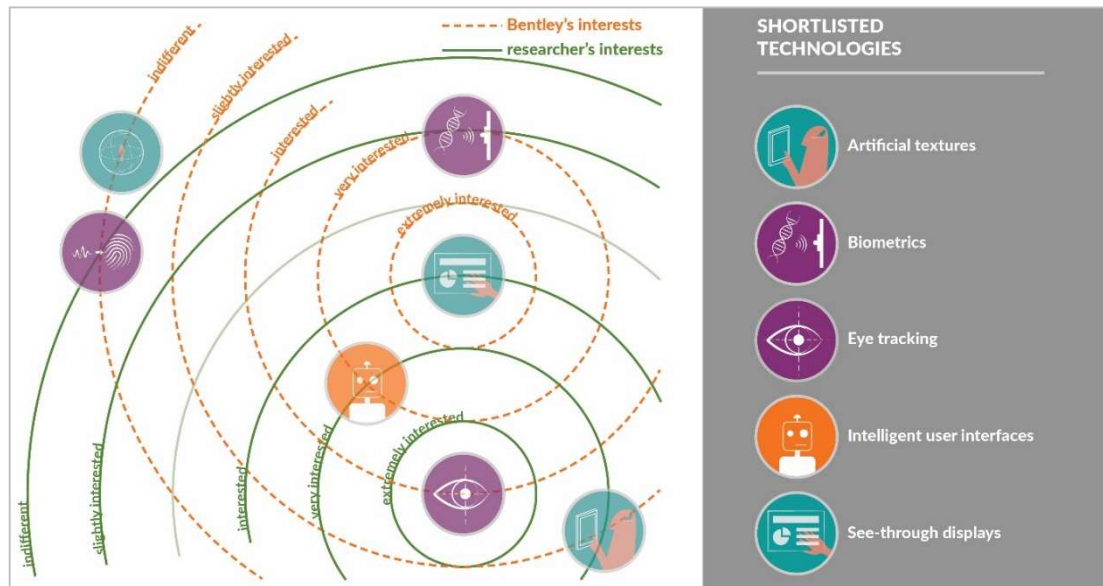 Bentley's interests
researcher's interests
indifferent
slightly interested
interested
very interested
extremely interested
extremely interested
very interested
interested
slightly interested
indifferent
SHORTLISTED
TECHNOLOGIES
Artificial textures
Biometrics
Eye tracking
Intelligent user interfaces
See-through displays